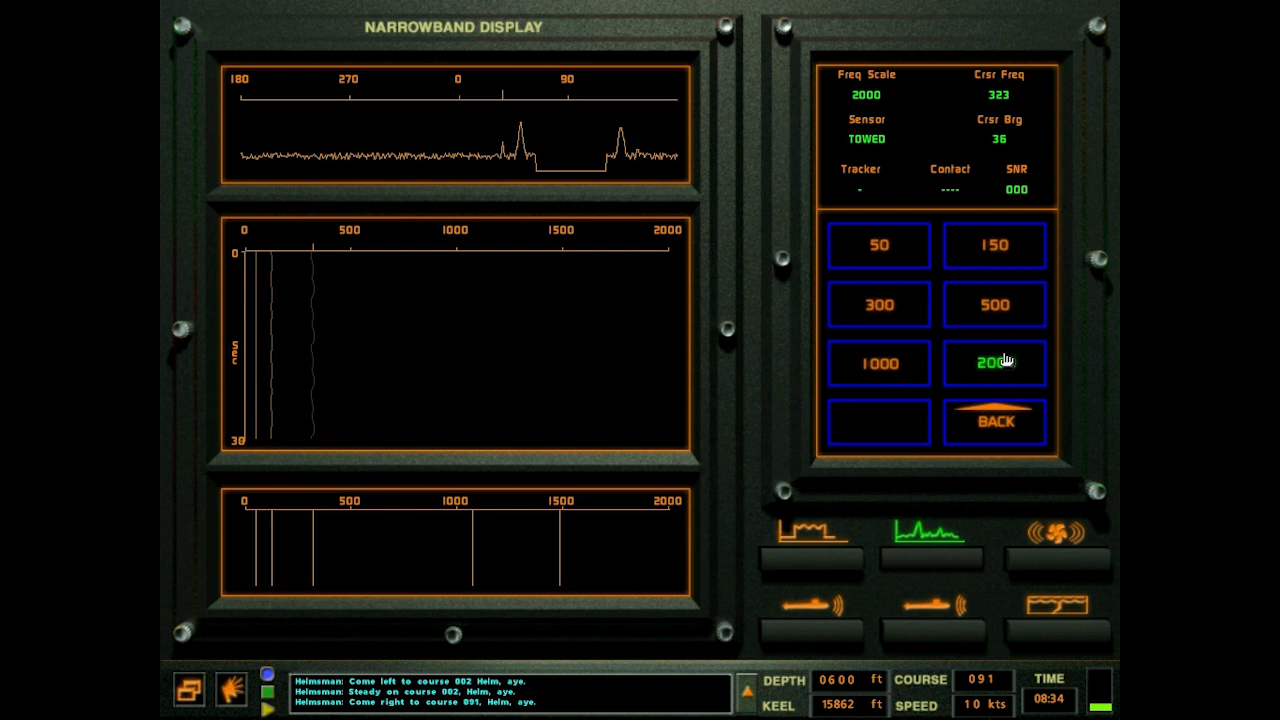 NARROWBAND DISPLAY
180 270 0 90
0 500 1000 1500 2000
0
Sec
30
0 500 1000 1500 2000
Freq Scale Crsr Freq
2000 323
Sensor Crsr Brg
TOWED 36
Tracker Contact SNR
- ---- 000
50 150
300 500
1000
BACK
Helmsman: Come left to course 002 Helm, aye.
Helmsman: Steady on course 002, Helm, aye.
Helmsman: Come right to course 091, Helm, aye.
DEPTH 0600 ft COURSE 091 TIME
KEEL 15862 ft SPEED 10 kts 08:34